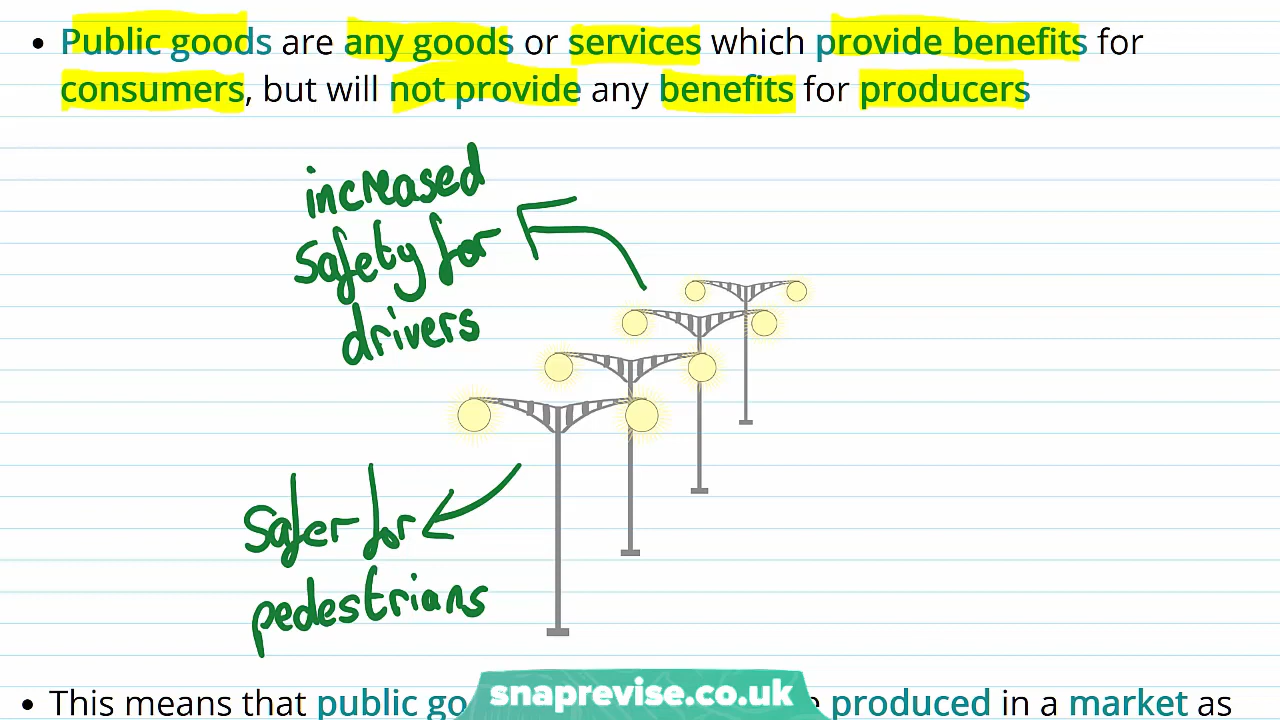 • Public goods are any goods or services which provide benefits for
consumers, but will not provide any benefits for producers
increased
safety for
drivers
safer for
pedestrians
• This means that public go produced in a market as
snaprevise.co.uk